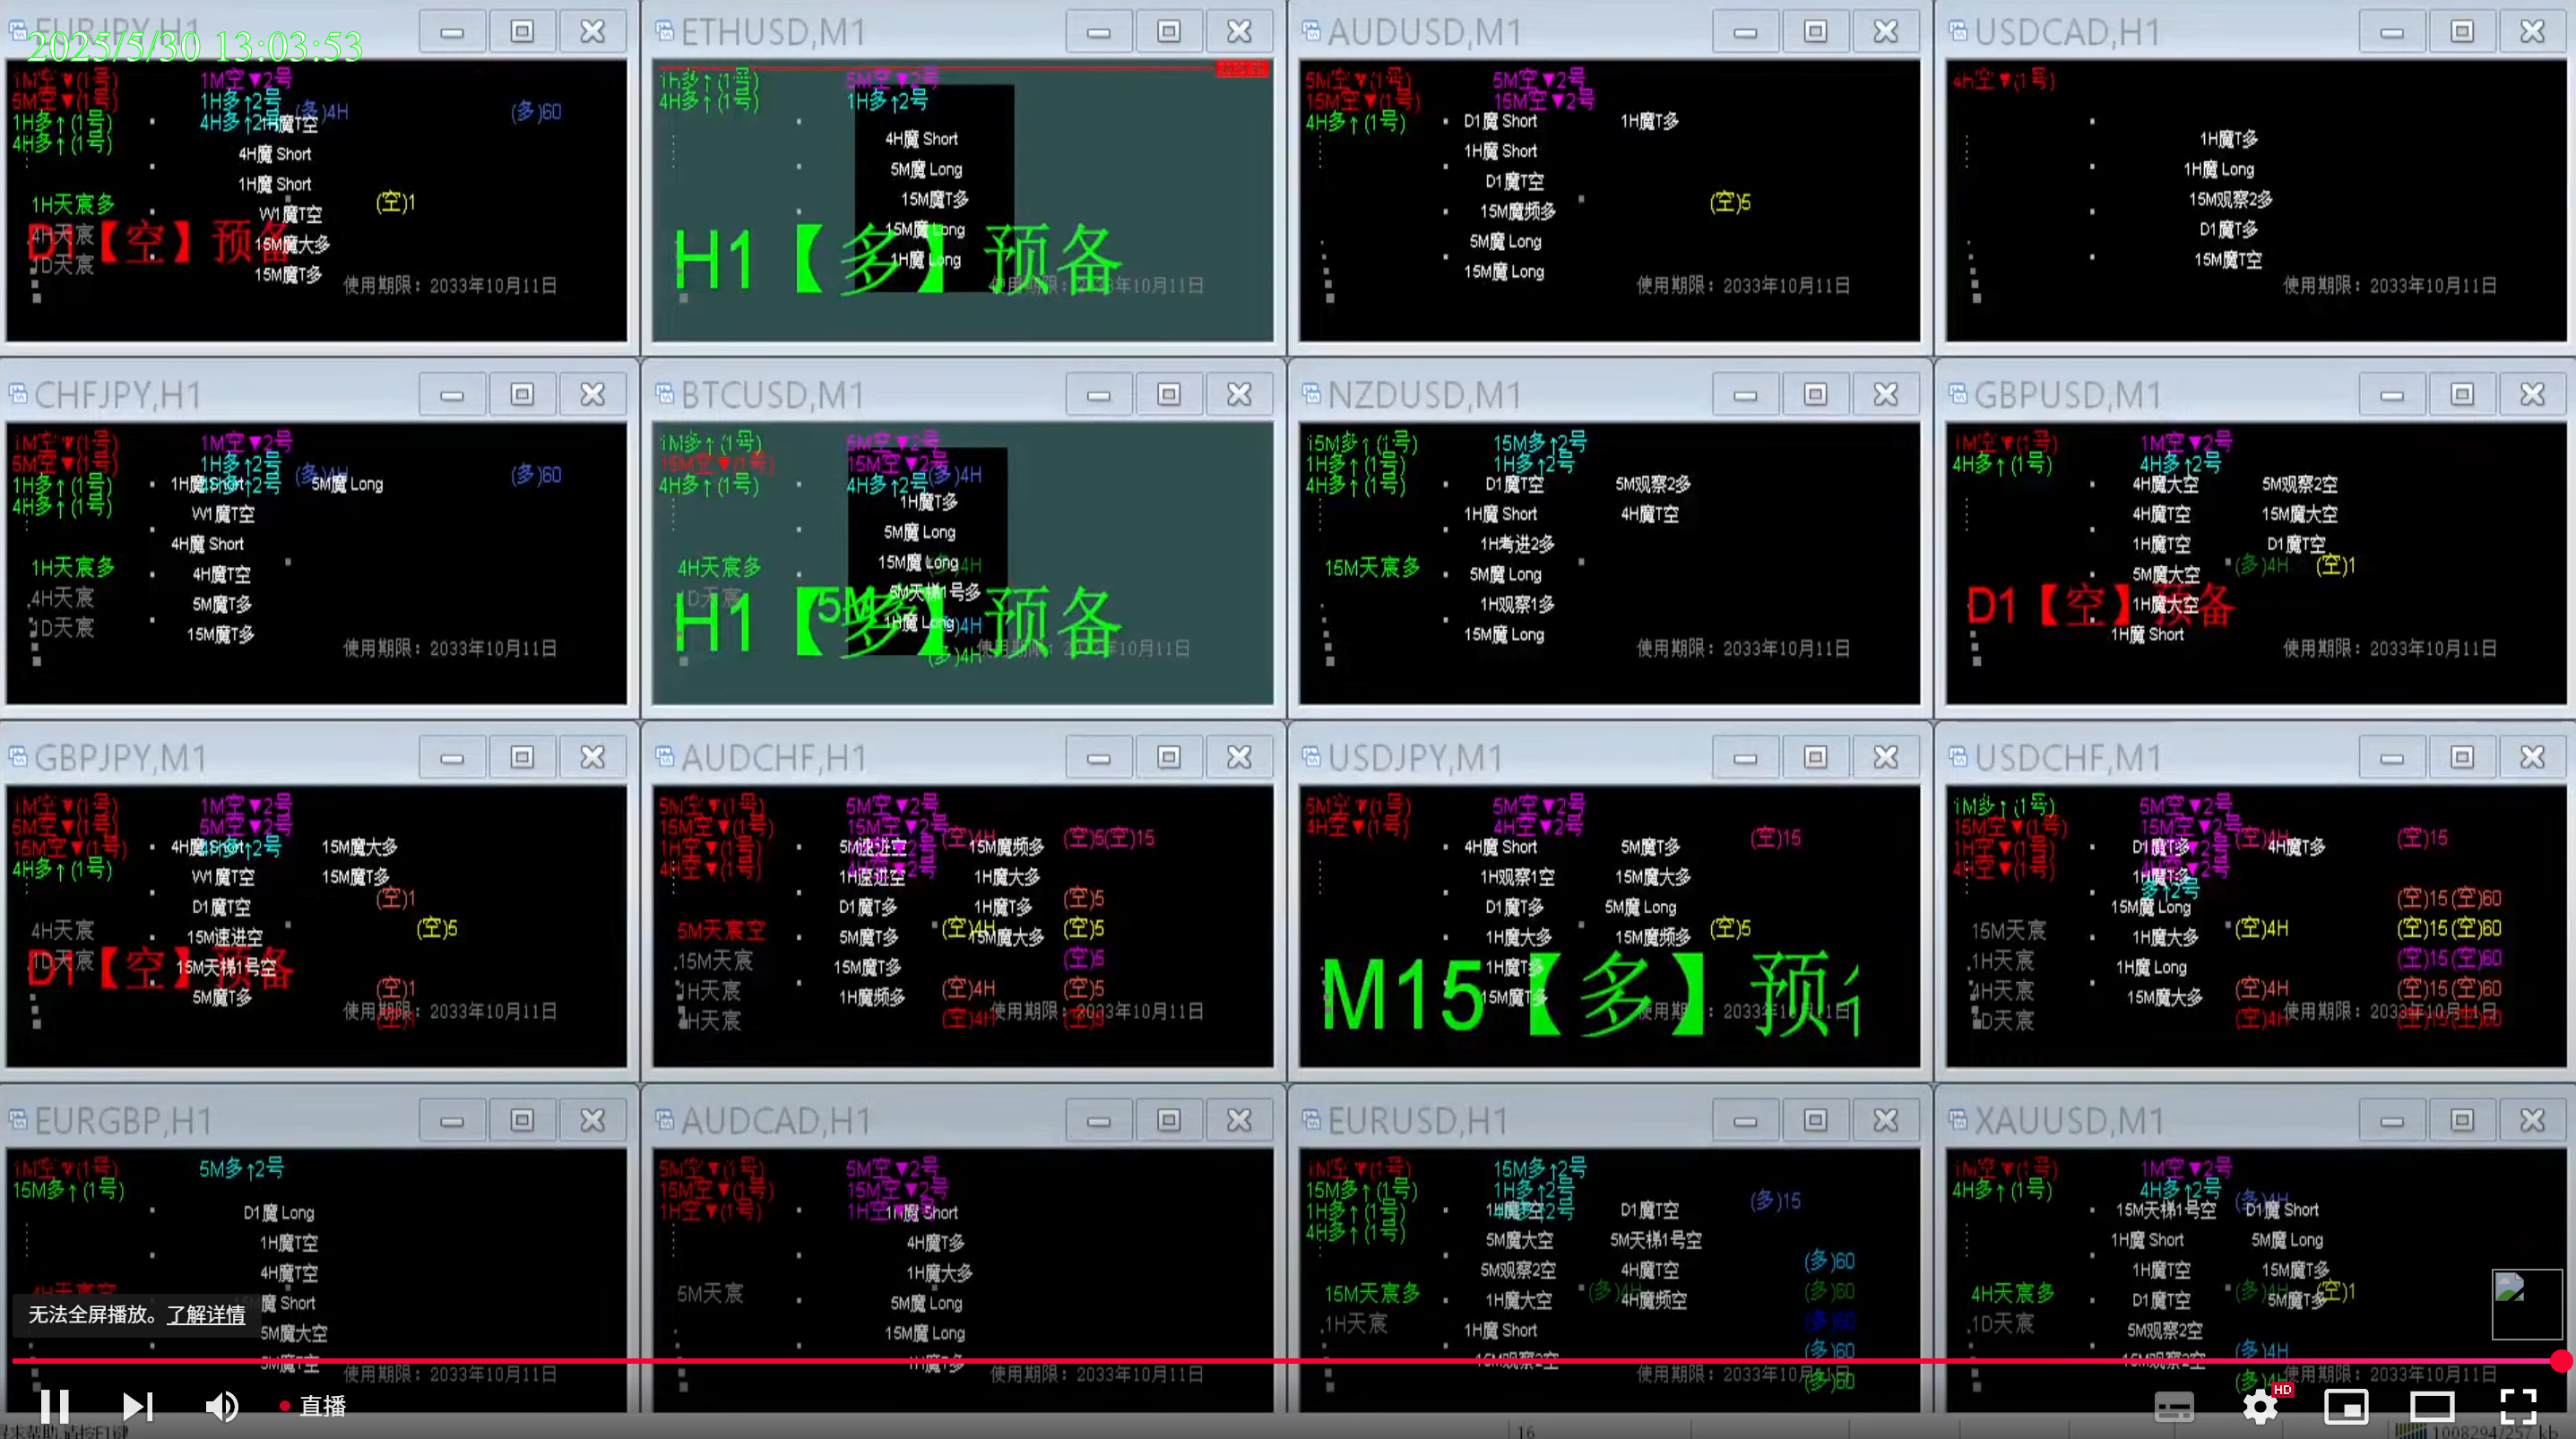 2025/5/30 13:03:53
EURJPY,H1
1M空▼(1号) 1M空▼2号
5M空▼(1号) 1H多↑2号 (多)4H (多)60
1H多↑(1号) 4H多↑2号 1H魔T空
4H多↑(1号)
4H魔 Short
1H魔 Short
1H天宸多 (空)1
W1魔T空
4H天宸
D1【空】预备
15M魔大多
1D天宸
15M魔T多
使用期限：2033年10月11日
ETHUSD,M1
1H多↑(1号) 5M空▼2号
4H多↑(1号) 1H多↑2号
4H魔 Short
5M魔 Long
15M魔T多
15M魔 Long
H1【多】预备
1H魔 Long
AUDUSD,M1
5M空▼(1号) 5M空▼2号
15M空▼(1号) 15M空▼2号
4H多↑(1号) D1魔 Short 1H魔T多
1H魔 Short
D1魔T空
(空)5
15M魔频多
5M魔 Long
15M魔 Long
使用期限：2033年10月11日
USDCAD,H1
4H空▼(1号)
1H魔T多
1H魔 Long
15M观察2多
D1魔T多
15M魔T空
使用期限：2033年10月11日
CHFJPY,H1
1M空▼(1号) 1M空▼2号
5M空▼(1号) 1H多↑2号 (多)4H (多)60
1H多↑(1号) 1H魔 Short 4H多↑2号 5M魔 Long
4H多↑(1号)
W1魔T空
4H魔 Short
1H天宸多 4H魔T空
4H天宸 5M魔T多
1D天宸 15M魔T多
使用期限：2033年10月11日
BTCUSD,M1
1M多↑(1号) 5M空▼2号
15M空▼(1号) 15M空▼2号
4H多↑(1号) 4H多↑2号 (多)4H
1H魔T多
5M魔 Long
15M魔 Long
4H天宸多
5M天梯1号多
1D天宸
H1【多】预备
1H魔 Long
(多)4H
NZDUSD,M1
15M多↑(1号) 15M多↑2号
1H多↑(1号) 1H多↑2号
4H多↑(1号) D1魔T空 5M观察2多
1H魔 Short 4H魔T空
1H考进2多
15M天宸多 5M魔 Long
1H观察1多
15M魔 Long
使用期限：2033年10月11日
GBPUSD,M1
1M空▼(1号) 1M空▼2号
4H多↑(1号) 4H多↑2号
4H魔大空 5M观察2空
4H魔T空 15M魔大空
1H魔T空 D1魔T空
5M魔大空 (多)4H (空)1
D1【空】预备
1H魔大空
1H魔 Short
使用期限：2033年10月11日
GBPJPY,M1
1M空▼(1号) 1M空▼2号
5M空▼(1号) 5M空▼2号
15M空▼(1号) 4H魔 Short 4H多↑2号 15M魔大多
4H多↑(1号) W1魔T空 15M魔T多
(空)1
D1魔T空
4H天宸 15M速进空 (空)5
1D天宸
D1【空】预备
15M天梯1号空
5M魔T多 (空)1
使用期限：2033年10月11日
AUDCHF,H1
5M空▼(1号) 5M空▼2号
15M空▼(1号) 15M空▼2号 (空)4H (空)5(空)15
1H空▼(1号) 5M速进空 15M魔频多
4H空▼(1号) 1H速进空 1H魔大多
D1魔T多 1H魔T多 (空)5
5M天宸空 5M魔T多 (空)4H 15M魔大多 (空)5
15M天宸 15M魔T多 (空)5
1H天宸 1H魔频多 (空)4H (空)5
4H天宸 (空)4H
使用期限：2033年10月11日
USDJPY,M1
5M空▼(1号) 5M空▼2号
4H空▼(1号) 4H空▼2号
4H魔 Short 5M魔T多 (空)15
1H观察1空 15M魔大多
D1魔T多 5M魔 Long
1H魔大多 15M魔频多 (空)5
1H魔T多
M15【多】预
15M魔T多
USDCHF,M1
1M多↑(1号) 5M空▼2号
15M空▼(1号) 15M空▼2号 (空)4H (空)15
1H空▼(1号) D1魔T多 4H魔T多
4H空▼(1号) 1H魔T多
多↑2号
15M魔 Long (空)15(空)60
15M天宸 1H魔大多 (空)4H (空)15(空)60
1H天宸 1H魔 Long (空)15(空)60
4H天宸 15M魔大多 (空)4H (空)15(空)60
1D天宸 (空)4H
使用期限：2033年10月11日
EURGBP,H1
1M空▼(1号) 5M多↑2号
15M多↑(1号)
D1魔 Long
1H魔T空
4H魔T空
4H天宸空
魔 Short
5M魔大空
5M魔T空
使用期限：2033年10月11日
AUDCAD,H1
5M空▼(1号) 5M空▼2号
15M空▼(1号) 15M空▼2号
1H空▼(1号) 1H魔 Short
4H魔T多
1H魔大多
5M天宸 5M魔 Long
15M魔 Long
1H魔T多
使用期限：2033年10月11日
EURUSD,H1
1M空▼(1号) 15M多↑2号
15M多↑(1号) 1H多↑2号 (多)15
1H多↑(1号) D1魔T空
4H多↑(1号) 5M魔大空 5M天梯1号空
5M观察2空 4H魔T空 (多)60
15M天宸多 1H魔大空 (多)4H 4H魔频空 (多)60
1H天宸 1H魔 Short (多)60
15M观察2空 (多)60
(多)60
XAUUSD,M1
1M空▼(1号) 1M空▼2号
4H多↑(1号) 4H多↑2号 (多)4H
15M天梯1号空 D1魔 Short
1H魔 Short 5M魔 Long
1H魔T空 15M魔T多
4H天宸多 D1魔T空 (多)4H 5M魔T多 (空)1
1D天宸 5M观察2空
15M观察2空 (多)4H
(多)4H
使用期限：2033年10月11日
无法全屏播放。了解详情
直播
HD
16
1008294/257 kb